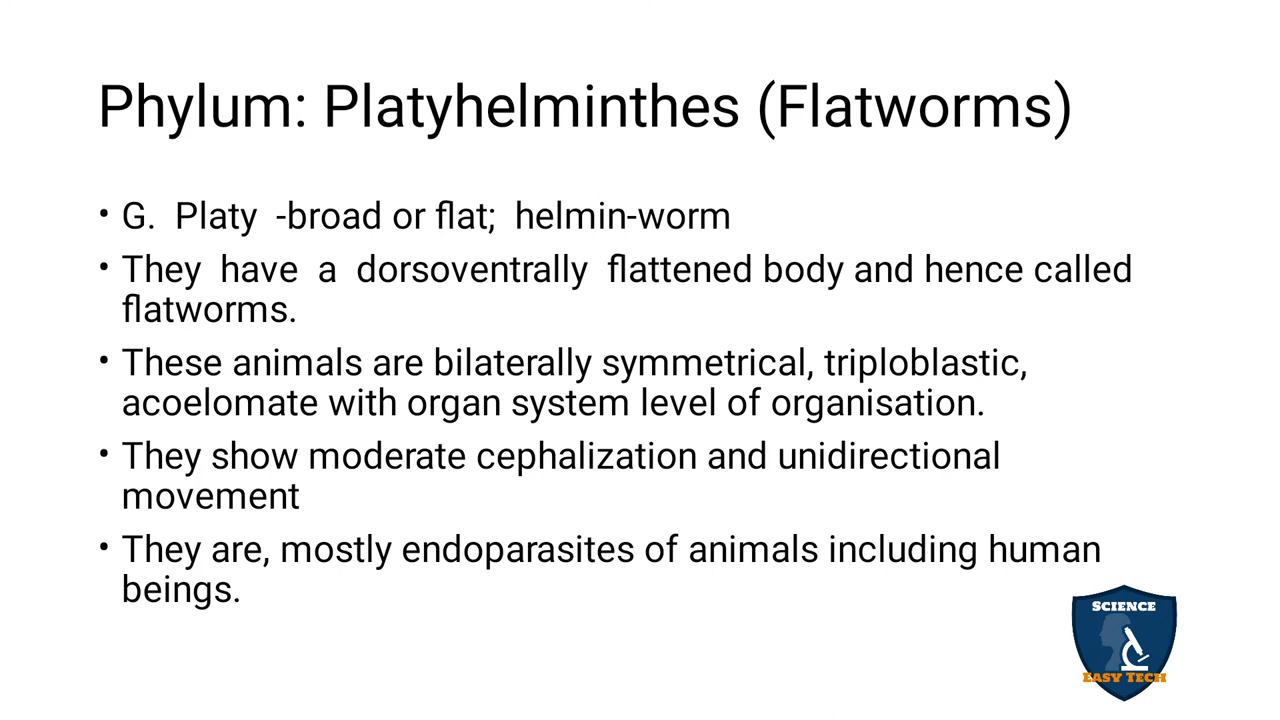 Phylum: Platyhelminthes (Flatworms)
• G. Platy -broad or flat; helmin-worm
• They have a dorsoventrally flattened body and hence called
flatworms.
• These animals are bilaterally symmetrical, triploblastic,
acoelomate with organ system level of organisation.
• They show moderate cephalization and unidirectional
movement
• They are, mostly endoparasites of animals including human
beings.
SCIENCE
EASY TECH